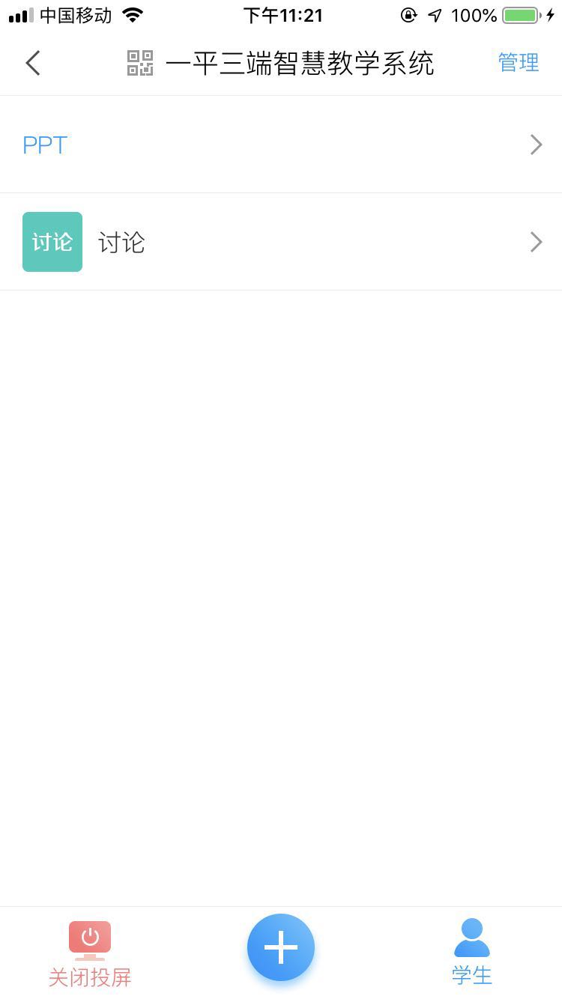 中国移动 下午11:21 100%
一平三端智慧教学系统 管理
PPT
讨论 讨论
关闭投屏 学生